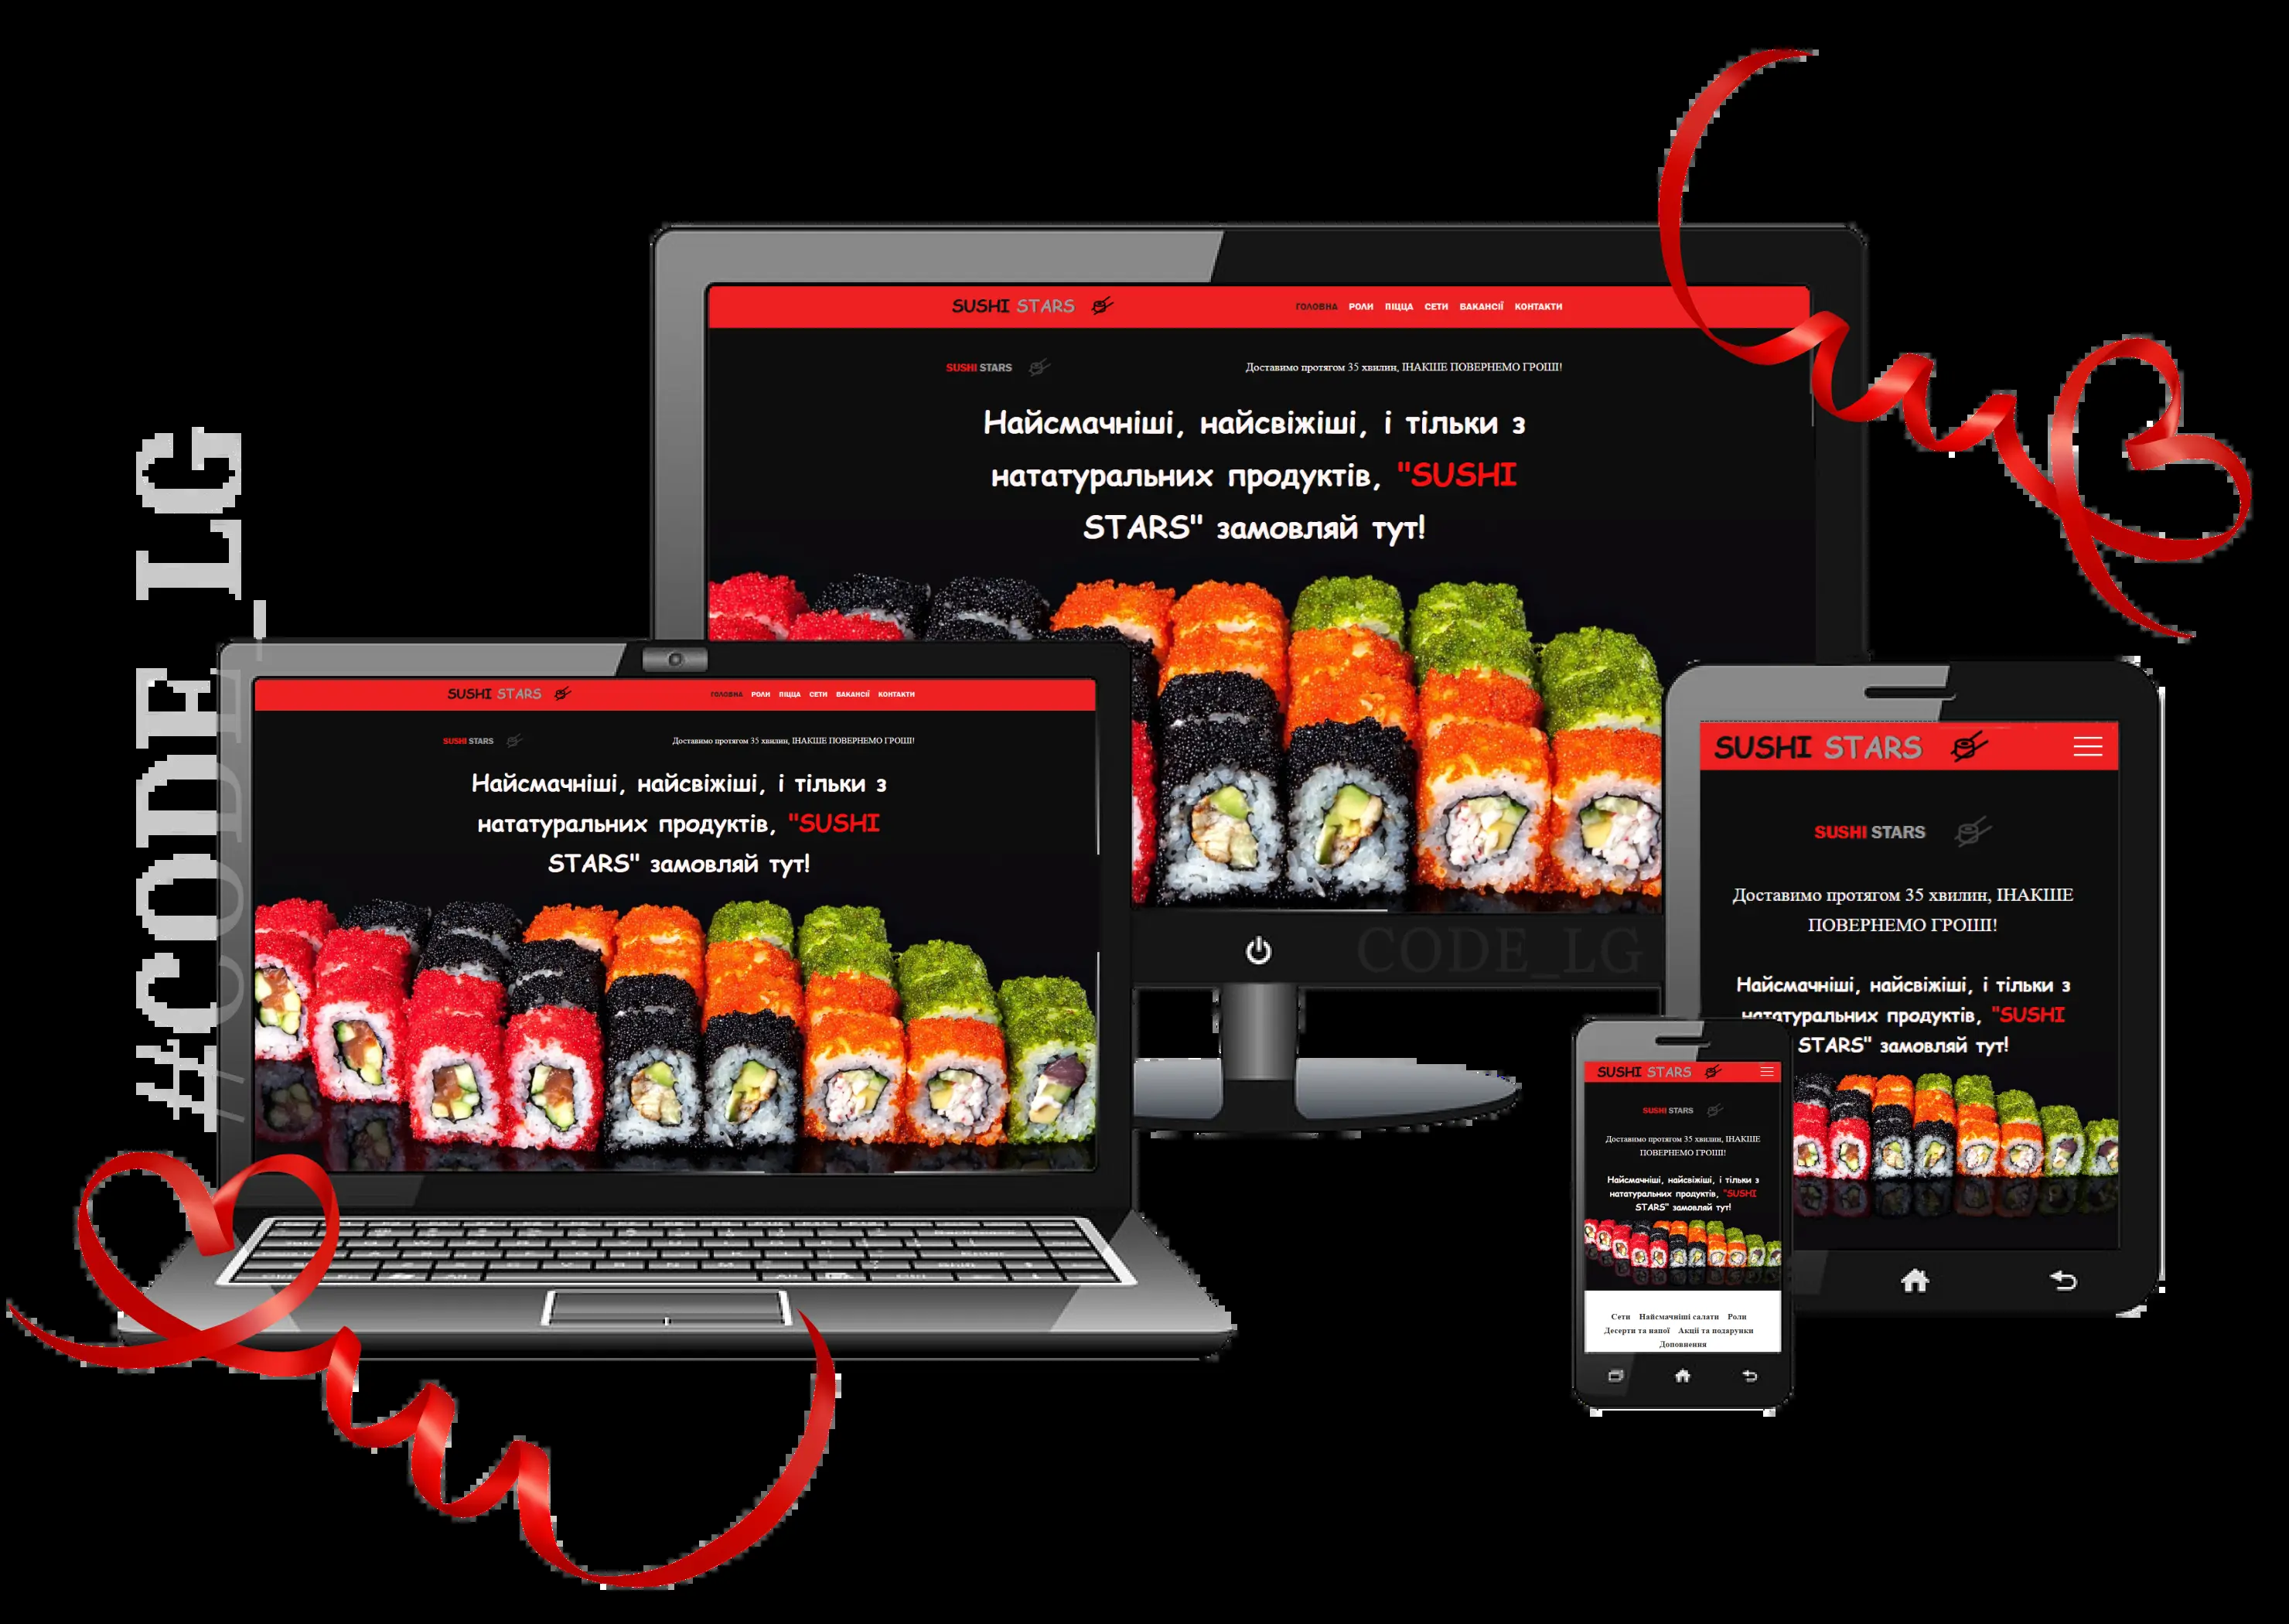 SUSHI STARS
ГОЛОВНА РОЛИ ПІЦЦА СЕТИ ВАКАНСІЇ КОНТАКТИ
SUSHI STARS
Доставимо протягом 35 хвилин, ІНАКШЕ ПОВЕРНЕМО ГРОШІ!
Найсмачніші, найсвіжіші, і тільки з
нататуральних продуктів, "SUSHI
STARS" замовляй тут!
CODE_LG
#CODE_LG
SUSHI STARS
ГОЛОВНА РОЛИ ПІЦЦА СЕТИ ВАКАНСІЇ КОНТАКТИ
SUSHI STARS
Доставимо протягом 35 хвилин, ІНАКШЕ ПОВЕРНЕМО ГРОШІ!
Найсмачніші, найсвіжіші, і тільки з
нататуральних продуктів, "SUSHI
STARS" замовляй тут!
SUSHI STARS
SUSHI STARS
Доставимо протягом 35 хвилин, ІНАКШЕ
ПОВЕРНЕМО ГРОШІ!
Найсмачніші, найсвіжіші, і тільки з
нататуральних продуктів, "SUSHI
STARS" замовляй тут!
SUSHI STARS
SUSHI STARS
Доставимо протягом 35 хвилин, ІНАКШЕ
ПОВЕРНЕМО ГРОШІ!
Найсмачніші, найсвіжіші, і тільки з
нататуральних продуктів, "SUSHI
STARS" замовляй тут!
Сети Найсмачніші салати Роли
Десерти та напої Акції та подарунки
Доповнення